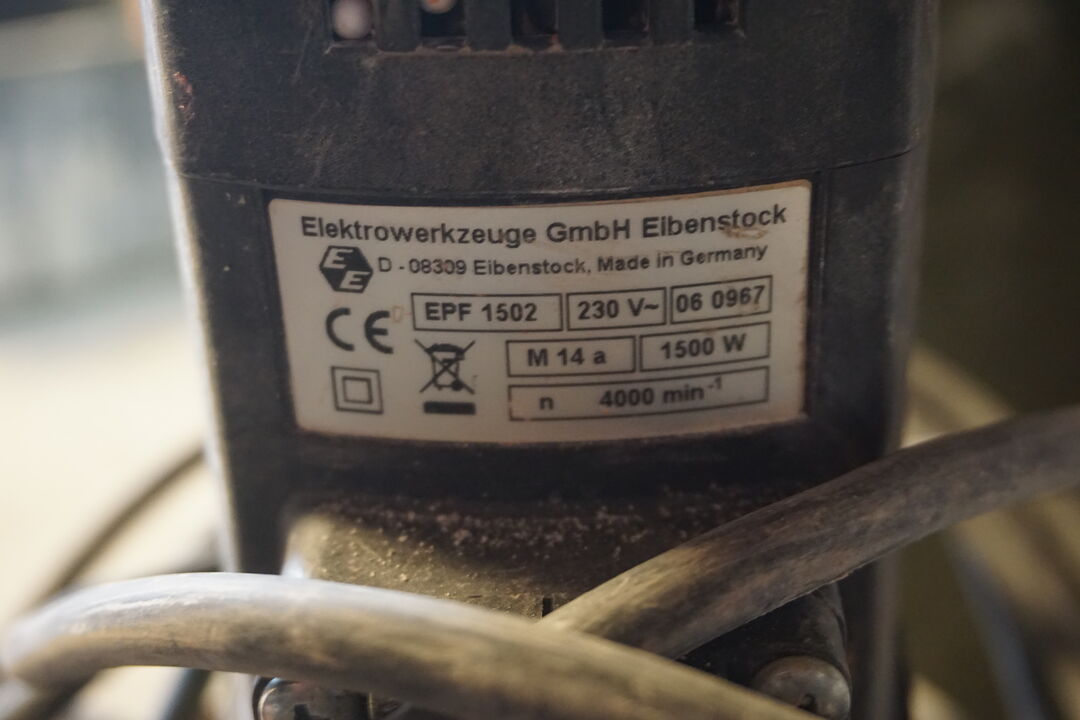 Elektrowerkzeuge GmbH Eibenstock
EE D - 08309 Eibenstock, Made in Germany
EPF 1502 230 V~ 06 0967
CE M 14 a 1500 W
n 4000 min⁻¹